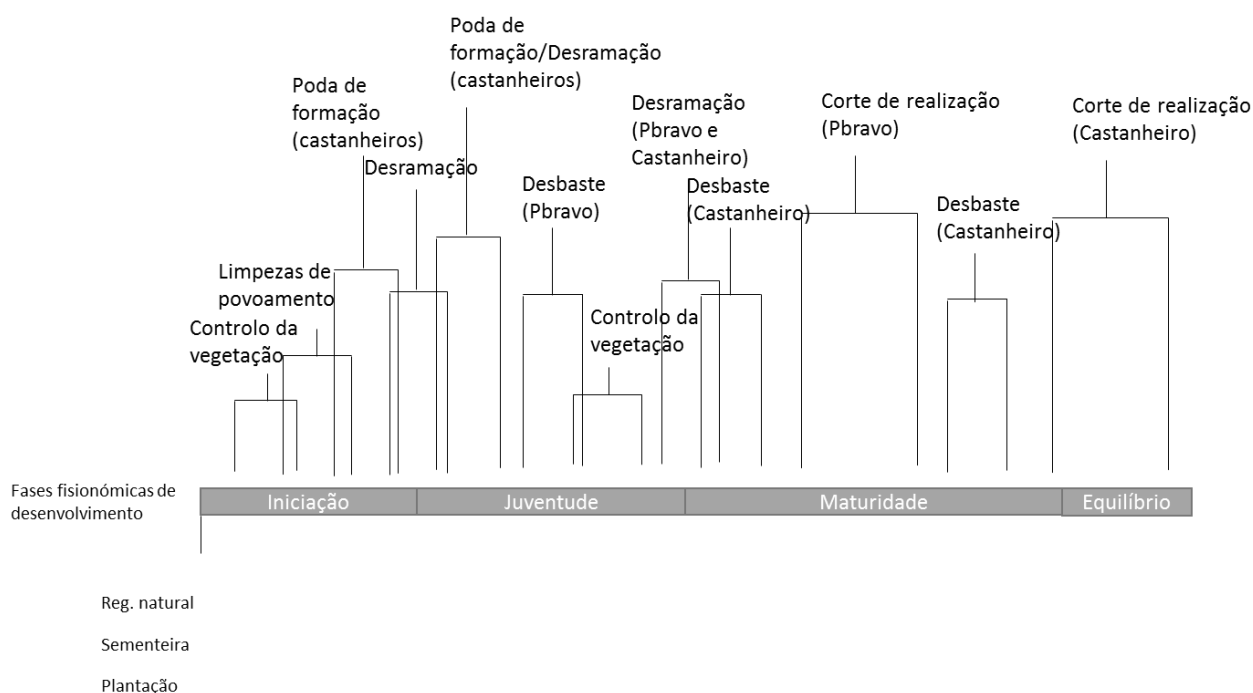 Poda de
formação/Desramação
(castanheiros)
Poda de
formação
(castanheiros)
Desramação
Desramação
(Pbravo e
Castanheiro)
Corte de realização
(Pbravo)
Corte de realização
(Castanheiro)
Desbaste
(Pbravo)
Desbaste
(Castanheiro)
Desbaste
(Castanheiro)
Limpezas de
povoamento
Controlo da
vegetação
Controlo da
vegetação
Fases fisionómicas de
desenvolvimento
Iniciação
Juventude
Maturidade
Equilíbrio
Reg. natural
Sementeira
Plantação